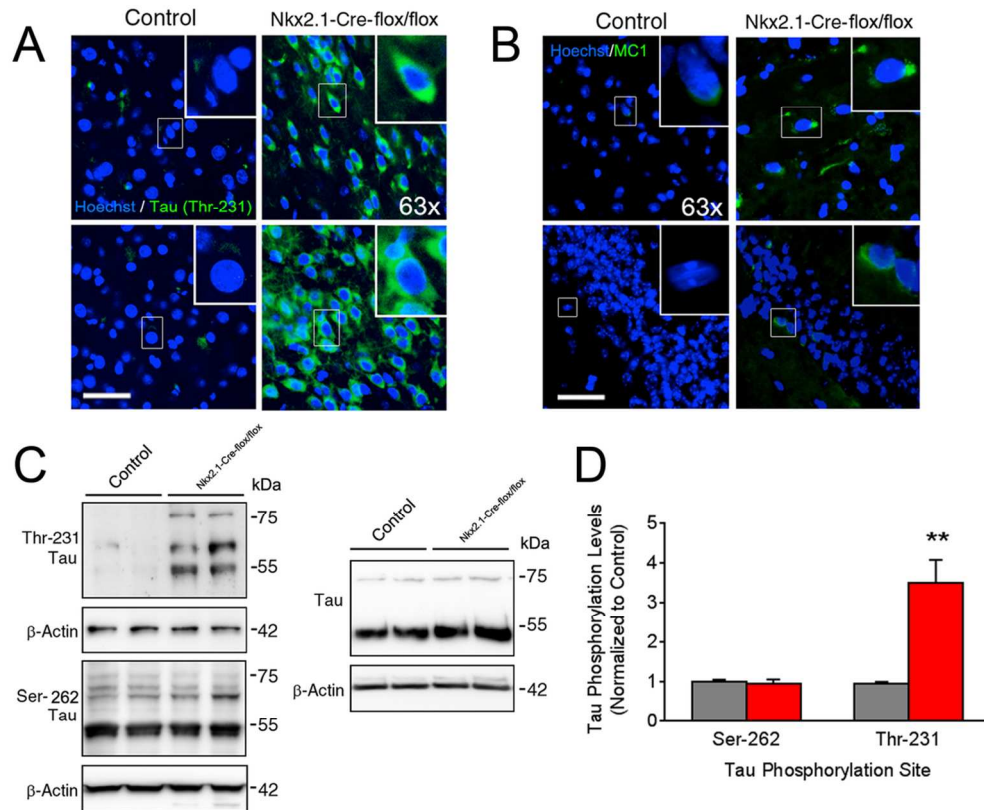 A
Control
Nkx2.1-Cre-flox/flox
Hoechst / Tau (Thr-231)
63x
B
Control
Nkx2.1-Cre-flox/flox
Hoechst/MC1
63x
C
Control
Nkx2.1-Cre-flox/flox
kDa
Thr-231
Tau
-75
-55
β-Actin
-42
Ser-262
Tau
-75
-55
-42
Control
Nkx2.1-Cre-flox/flox
kDa
Tau
-75
-55
β-Actin
-42
D
Tau Phosphorylation Levels
(Normalized to Control)
5
4
3
2
1
0
**
Ser-262
Thr-231
Tau Phosphorylation Site